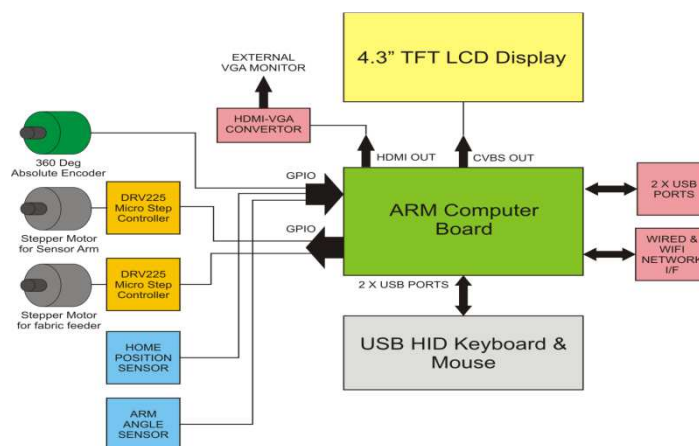 EXTERNAL
VGA MONITOR
4.3” TFT LCD Display
HDMI-VGA
CONVERTOR
HDMI OUT
CVBS OUT
360 Deg
Absolute Encoder
GPIO
DRV225
Micro Step
Controller
Stepper Motor
for Sensor Arm
GPIO
ARM Computer
Board
2 X USB
PORTS
WIRED &
WIFI
NETWORK
I/F
DRV225
Micro Step
Controller
Stepper Motor
for fabric feeder
2 X USB PORTS
HOME
POSITION
SENSOR
USB HID Keyboard &
Mouse
ARM
ANGLE
SENSOR